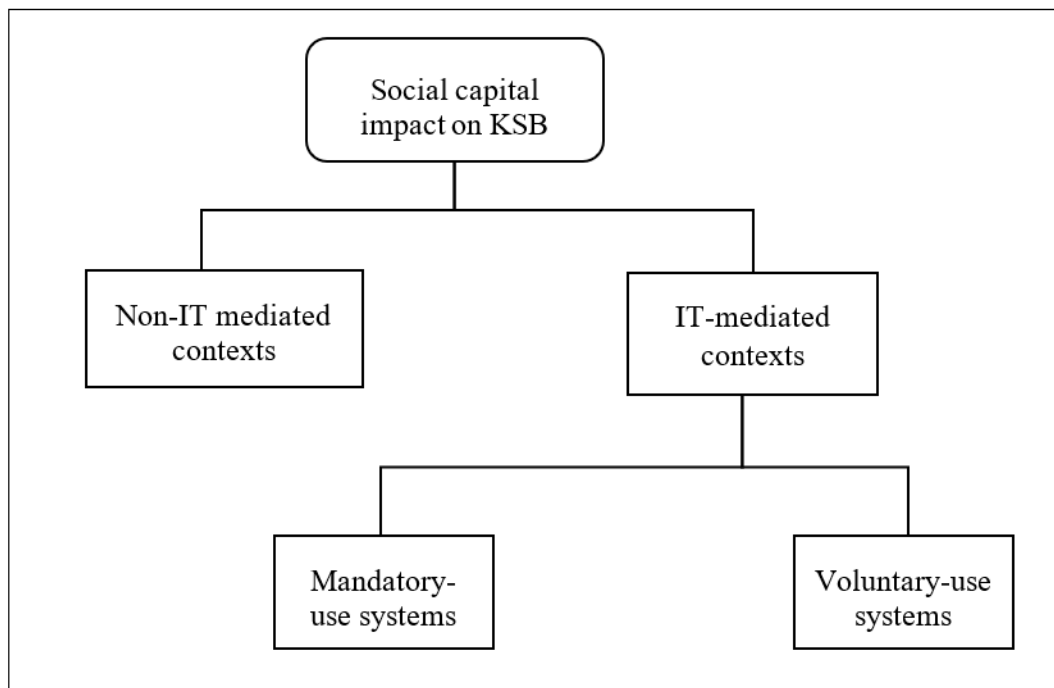 Social capital
impact on KSB
Non-IT mediated
contexts
IT-mediated
contexts
Mandatory-
use systems
Voluntary-use
systems